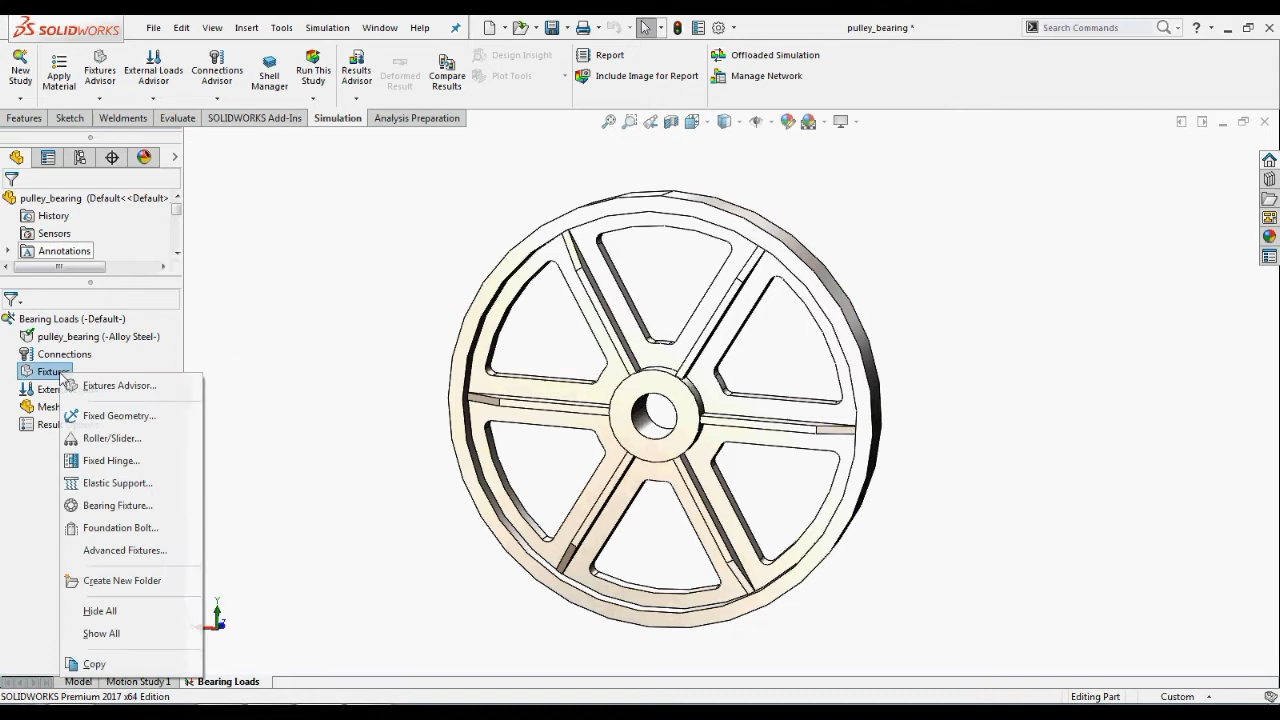 SOLIDWORKS
File Edit View Insert Tools Simulation Window Help
pulley_bearing *
Search Commands
New Study
Apply Material
Fixtures Advisor
External Loads Advisor
Connections Advisor
Shell Manager
Run This Study
Results Advisor
Deformed Result
Compare Results
Design Insight
Plot Tools
Report
Include Image for Report
Offloaded Simulation
Manage Network
Features Sketch Weldments Evaluate SOLIDWORKS Add-Ins Simulation Analysis Preparation
pulley_bearing (Default<<Default>
History
Sensors
Annotations
Bearing Loads (-Default-)
pulley_bearing (-Alloy Steel-)
Connections
Fixtures
Fixtures Advisor...
Fixed Geometry...
Roller/Slider...
Fixed Hinge...
Elastic Support...
Bearing Fixture...
Foundation Bolt...
Advanced Fixtures...
Create New Folder
Hide All
Show All
Copy
Y
Z
Model Motion Study 1 Bearing Loads
SOLIDWORKS Premium 2017 x64 Edition
Editing Part
Custom